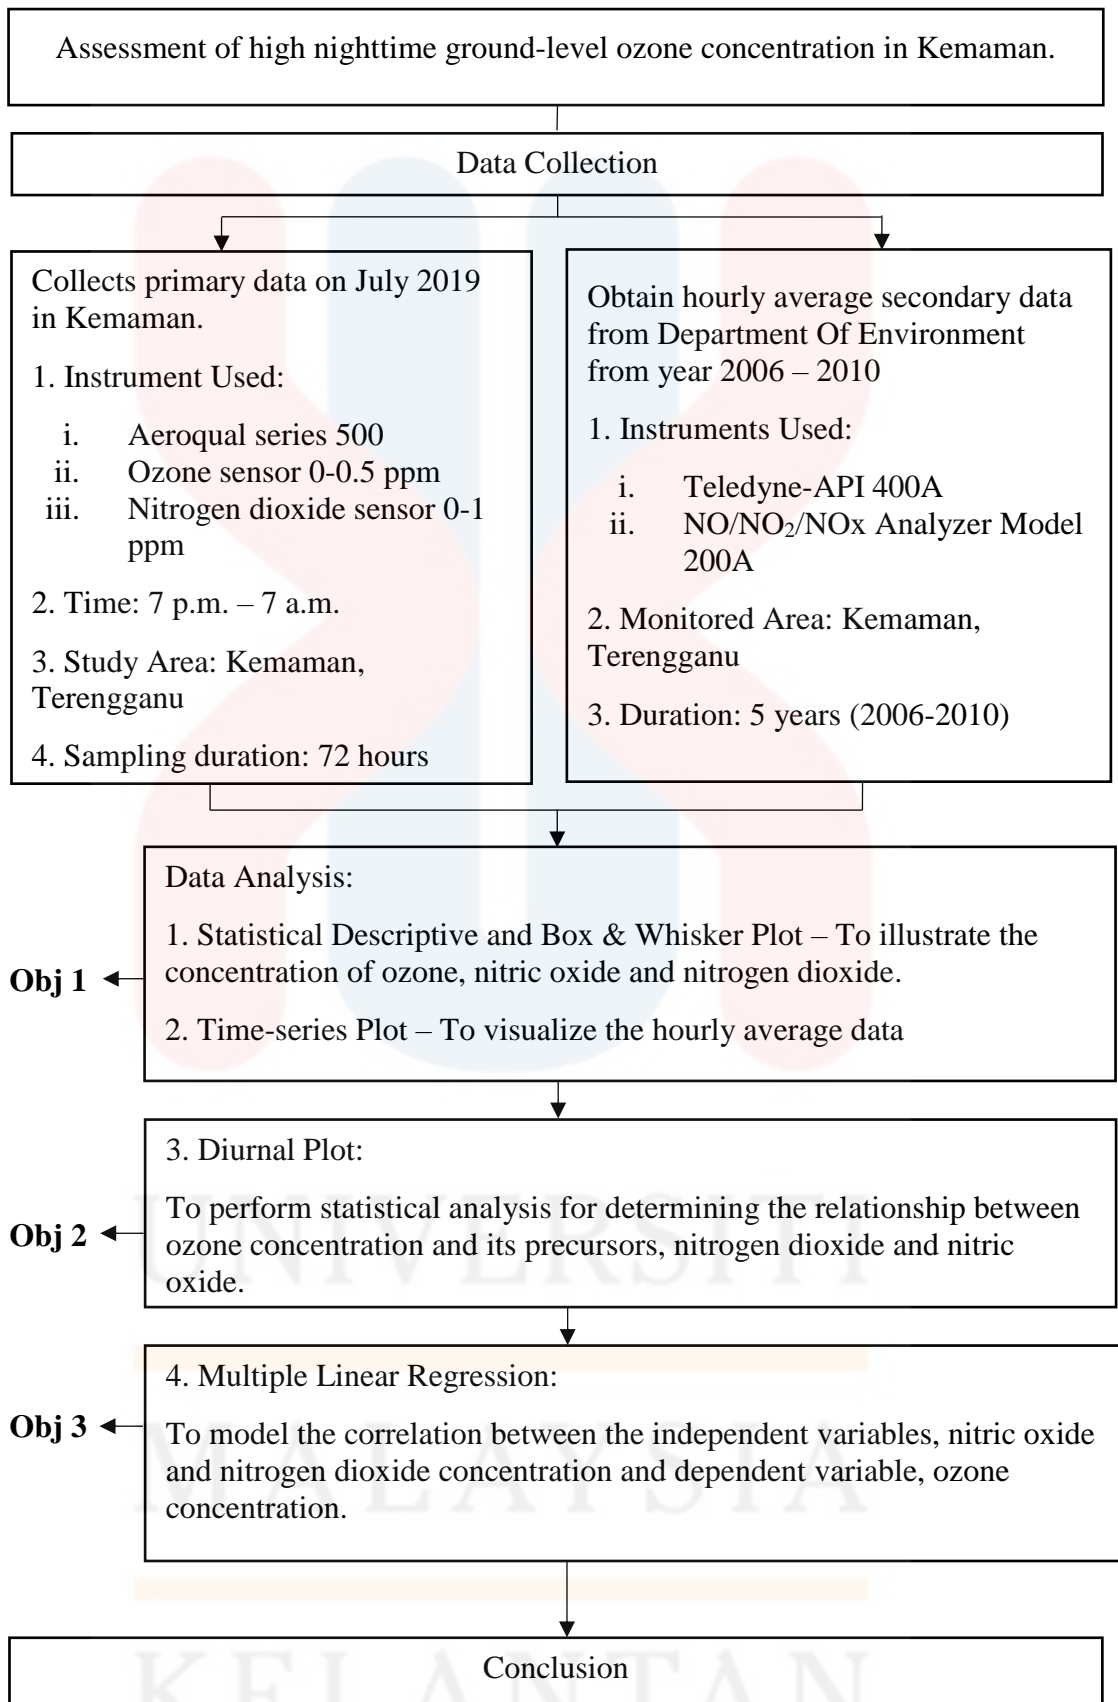 Assessment of high nighttime ground-level ozone concentration in Kemaman.
Data Collection
Collects primary data on July 2019
in Kemaman.
1. Instrument Used:
i. Aeroqual series 500
ii. Ozone sensor 0-0.5 ppm
iii. Nitrogen dioxide sensor 0-1
ppm
2. Time: 7 p.m. – 7 a.m.
3. Study Area: Kemaman,
Terengganu
4. Sampling duration: 72 hours
Obtain hourly average secondary data
from Department Of Environment
from year 2006 – 2010
1. Instruments Used:
i. Teledyne-API 400A
ii. NO/NO₂/NOx Analyzer Model
200A
2. Monitored Area: Kemaman,
Terengganu
3. Duration: 5 years (2006-2010)
Data Analysis:
1. Statistical Descriptive and Box & Whisker Plot – To illustrate the
concentration of ozone, nitric oxide and nitrogen dioxide.
Obj 1
2. Time-series Plot – To visualize the hourly average data
3. Diurnal Plot:
To perform statistical analysis for determining the relationship between
Obj 2
ozone concentration and its precursors, nitrogen dioxide and nitric
oxide.
UNIVERSITI
4. Multiple Linear Regression:
Obj 3
To model the correlation between the independent variables, nitric oxide
and nitrogen dioxide concentration and dependent variable, ozone
concentration.
MALAYSIA
Conclusion
KELANTAN